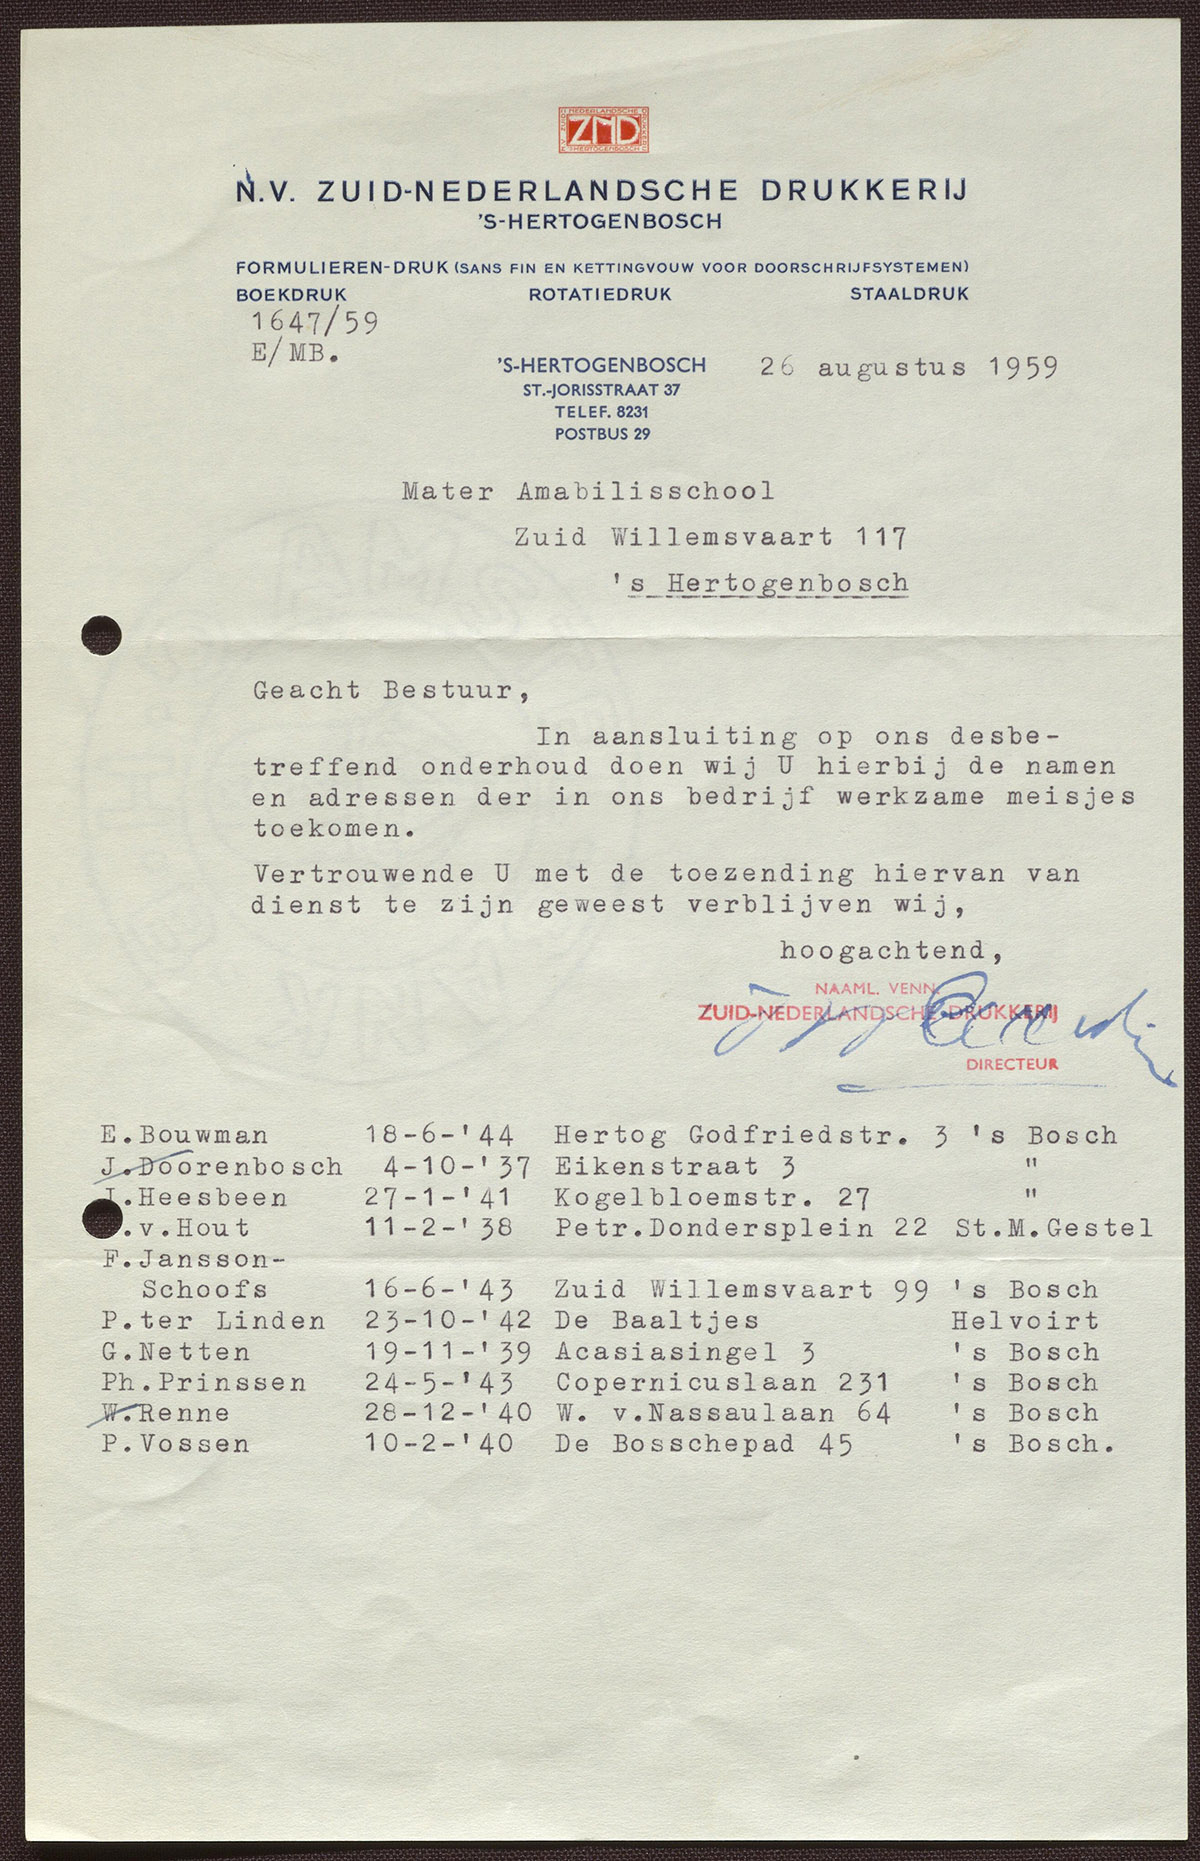 ZND
N.V. ZUID-NEDERLANDSCHE DRUKKERIJ
'S-HERTOGENBOSCH
FORMULIEREN-DRUK (SANS FIN EN KETTINGVOUW VOOR DOORSCHRIJFSYSTEMEN)
BOEKDRUK ROTATIEDRUK STAALDRUK
1647/59
E/MB.
'S-HERTOGENBOSCH 26 augustus 1959
ST.-JORISSTRAAT 37
TELEF. 8231
POSTBUS 29
Mater Amabilisschool
Zuid Willemsvaart 117
's Hertogenbosch
Geacht Bestuur,
In aansluiting op ons desbe-
treffend onderhoud doen wij U hierbij de namen
en adressen der in ons bedrijf werkzame meisjes
toekomen.
Vertrouwende U met de toezending hiervan van
dienst te zijn geweest verblijven wij,
hoogachtend,
NAAML. VENN.
ZUID-NEDERLANDSCHE-DRUKKERIJ
DIRECTEUR
E.Bouwman 18-6-'44 Hertog Godfriedstr. 3 's Bosch
J.Doorenbosch 4-10-'37 Eikenstraat 3 "
.Heesbeen 27-1-'41 Kogelbloemstr. 27 "
.v.Hout 11-2-'38 Petr.Dondersplein 22 St.M.Gestel
F.Jansson-
Schoofs 16-6-'43 Zuid Willemsvaart 99 's Bosch
P.ter Linden 23-10-'42 De Baaltjes Helvoirt
G.Netten 19-11-'39 Acasiasingel 3 's Bosch
Ph.Prinssen 24-5-'43 Copernicuslaan 231 's Bosch
W.Renne 28-12-'40 W. v.Nassaulaan 64 's Bosch
P.Vossen 10-2-'40 De Bosschepad 45 's Bosch.